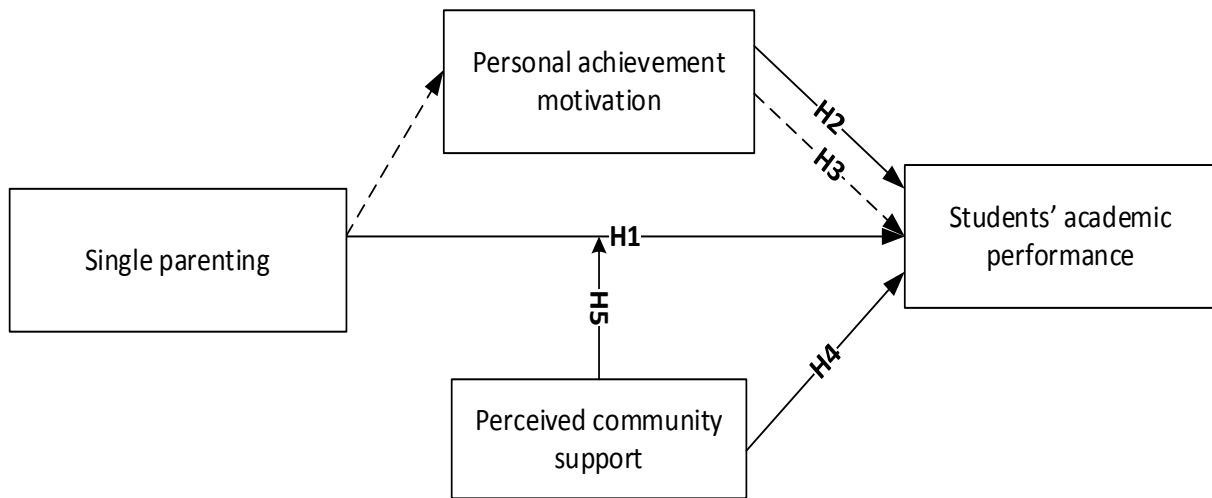 Personal achievement
motivation
H2
H3
Students’ academic
performance
Single parenting
H1
H5
H4
Perceived community
support